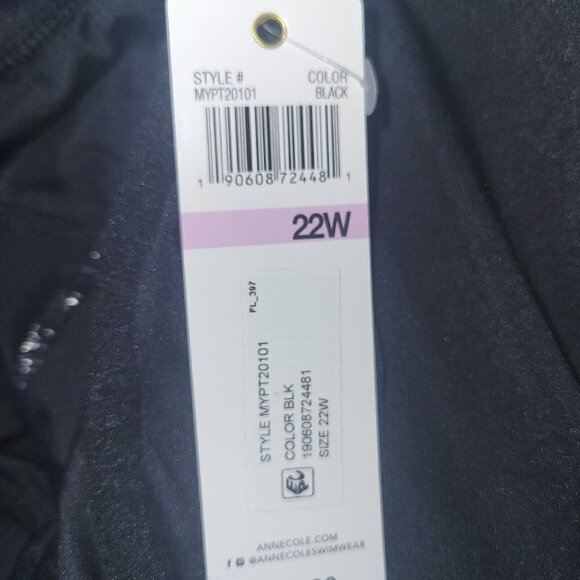 STYLE # COLOR
MYPT20101 BLACK
1 90608 72448 1
22W
FL_397
STYLE MYPT20101
COLOR BLK
190608724481
SIZE 22W
ANNECOLE.COM
@ANNECOLESWIMWEAR